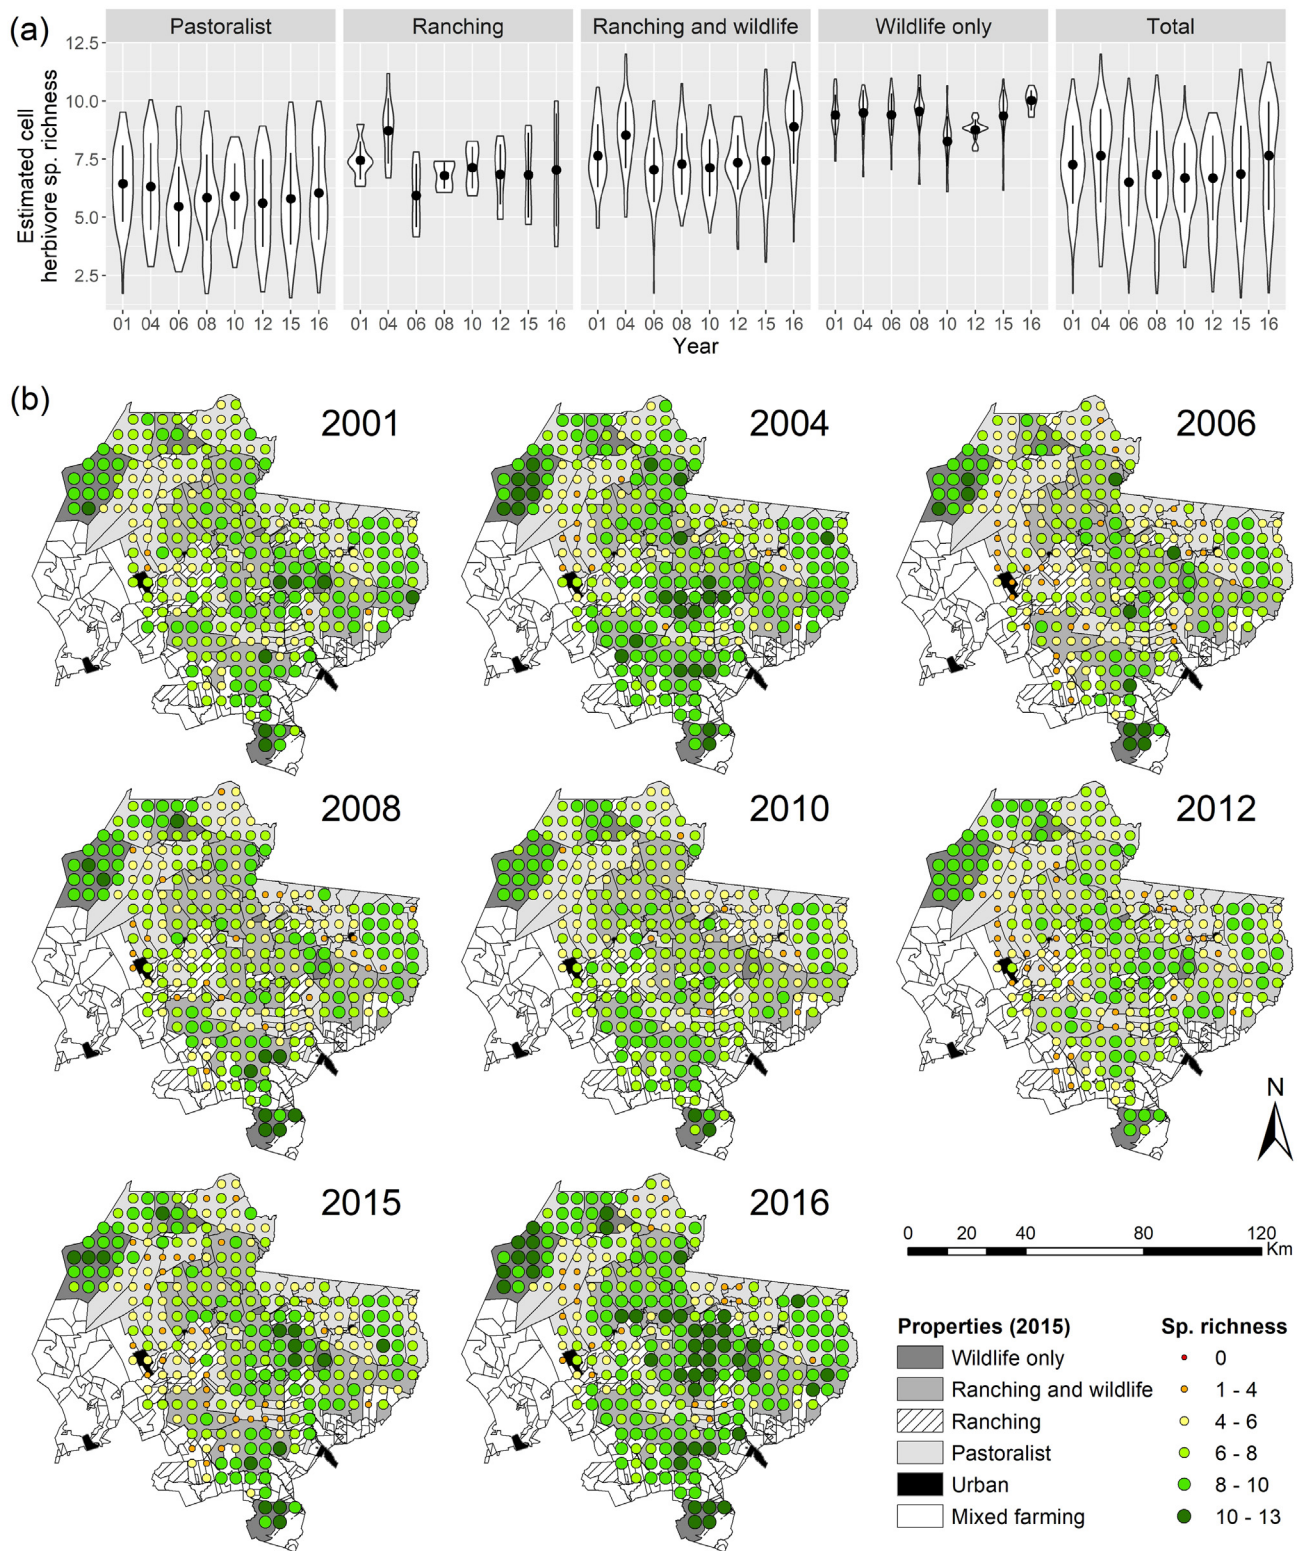 (a)
Pastoralist Ranching Ranching and wildlife Wildlife only Total
Estimated cell
herbivore sp. richness
12.5
10.0
7.5
5.0
2.5
01 04 06 08 10 12 15 16 01 04 06 08 10 12 15 16 01 04 06 08 10 12 15 16 01 04 06 08 10 12 15 16 01 04 06 08 10 12 15 16
Year
(b)
2001 2004 2006
2008 2010 2012
N
2015 2016
0 20 40 80 120
Km
Properties (2015)
Wildlife only
Ranching and wildlife
Ranching
Pastoralist
Urban
Mixed farming
Sp. richness
0
1 - 4
4 - 6
6 - 8
8 - 10
10 - 13